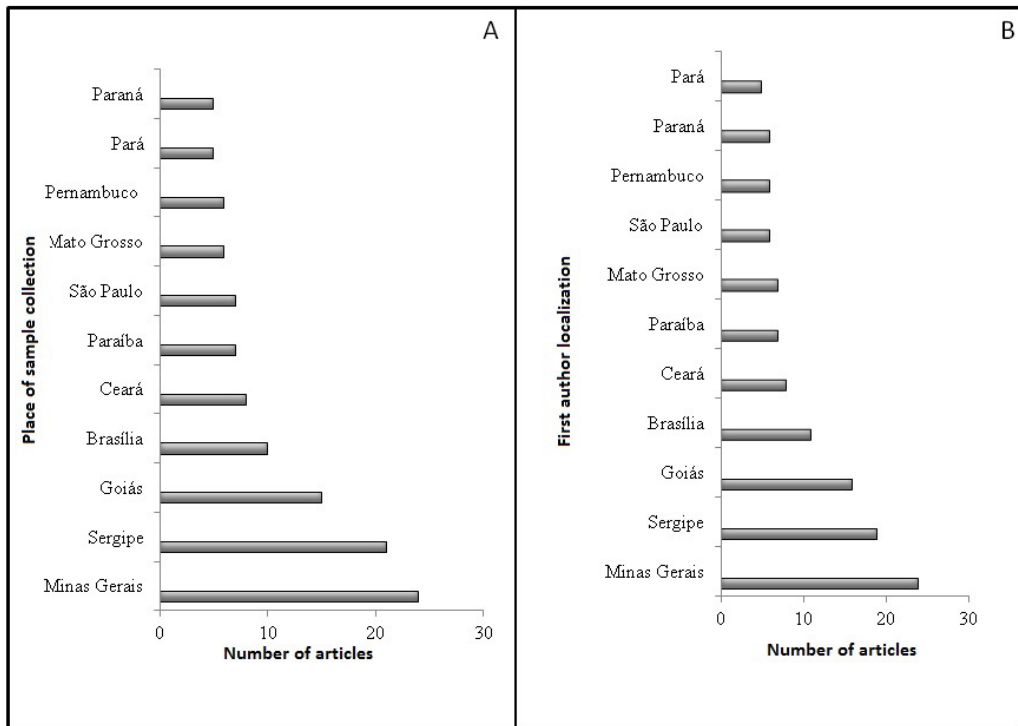 A
Place of sample collection
Paraná
Pará
Pernambuco
Mato Grosso
São Paulo
Paraíba
Ceará
Brasília
Goiás
Sergipe
Minas Gerais
0 10 20 30
Number of articles
B
First author localization
Pará
Paraná
Pernambuco
São Paulo
Mato Grosso
Paraíba
Ceará
Brasília
Goiás
Sergipe
Minas Gerais
0 10 20 30
Number of articles